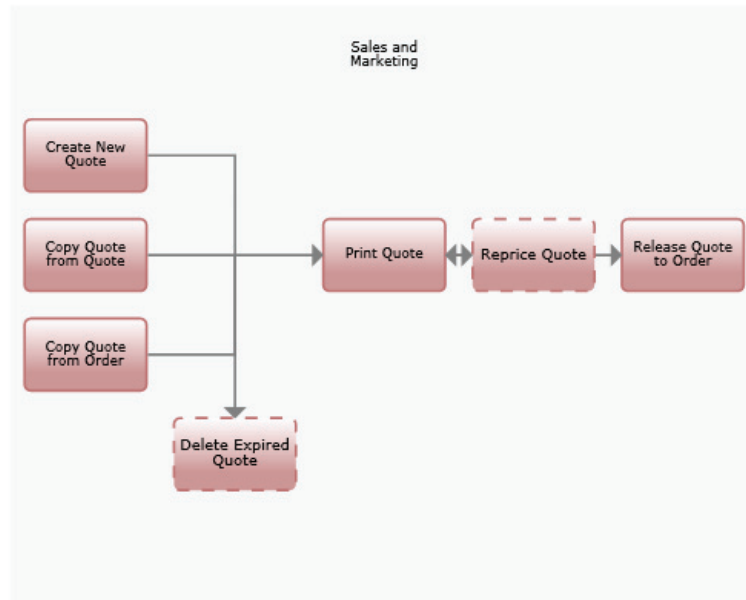 Sales and
Marketing
Create New
Quote
Copy Quote
from Quote
Print Quote
Reprice Quote
Release Quote
to Order
Copy Quote
from Order
Delete Expired
Quote